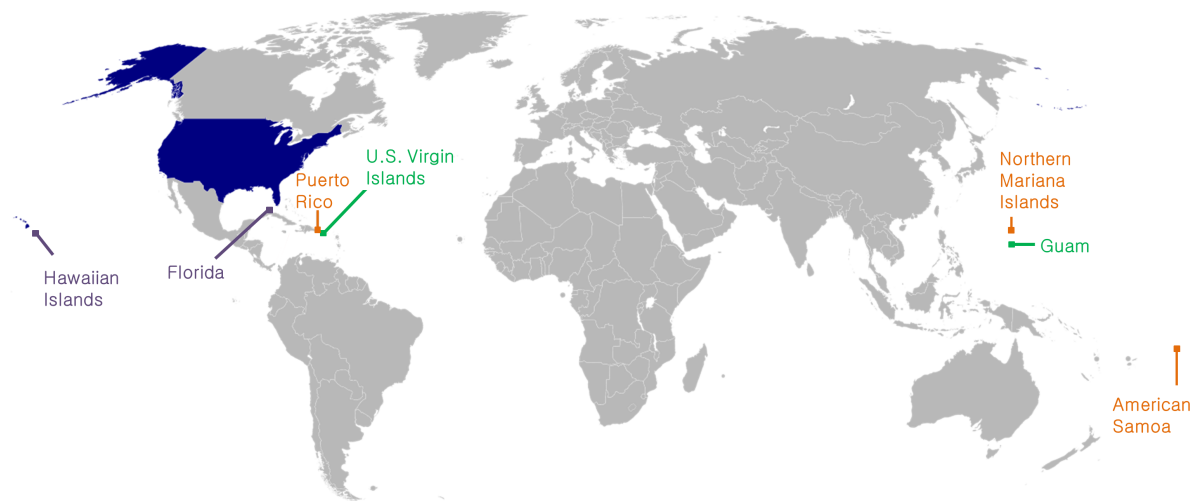 U.S. Virgin
Islands
Puerto
Rico
Northern
Mariana
Islands
Guam
Florida
Hawaiian
Islands
American
Samoa